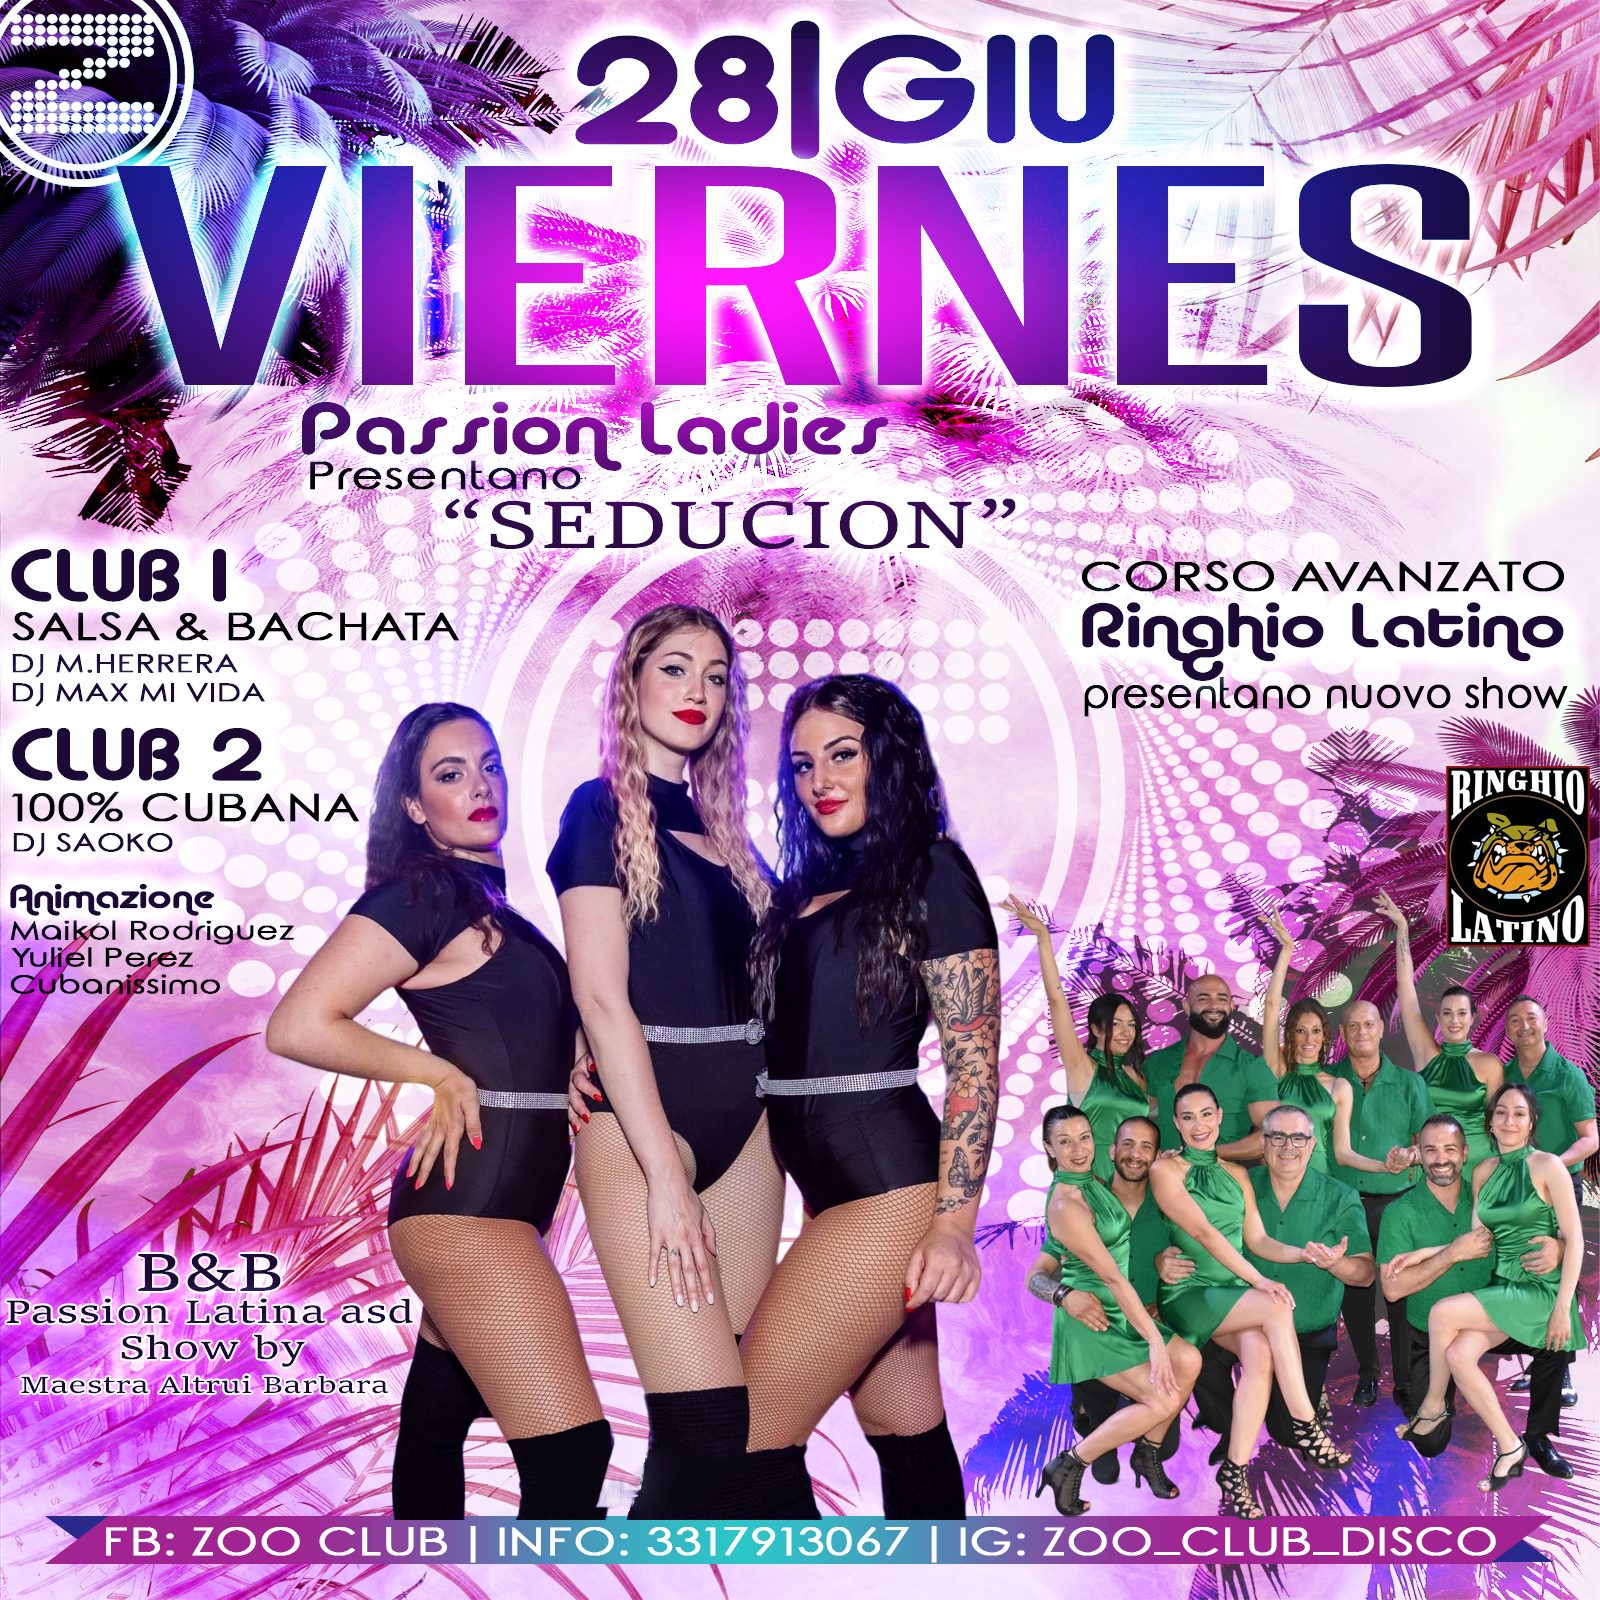 Z
28|GIU
VIERNES
Passion Ladies
Presentano
“SEDUCION”
CLUB 1
SALSA & BACHATA
DJ M.HERRERA
DJ MAX MI VIDA
CLUB 2
100% CUBANA
DJ SAOKO
Animazione
Maikol Rodriguez
Yuliel Perez
Cubanissimo
CORSO AVANZATO
Ringhio Latino
presentano nuovo show
RINGHIO
LATINO
B&B
Passion Latina asd
Show by
Maestra Altrui Barbara
FB: ZOO CLUB | INFO: 3317913067 | IG: ZOO_CLUB_DISCO